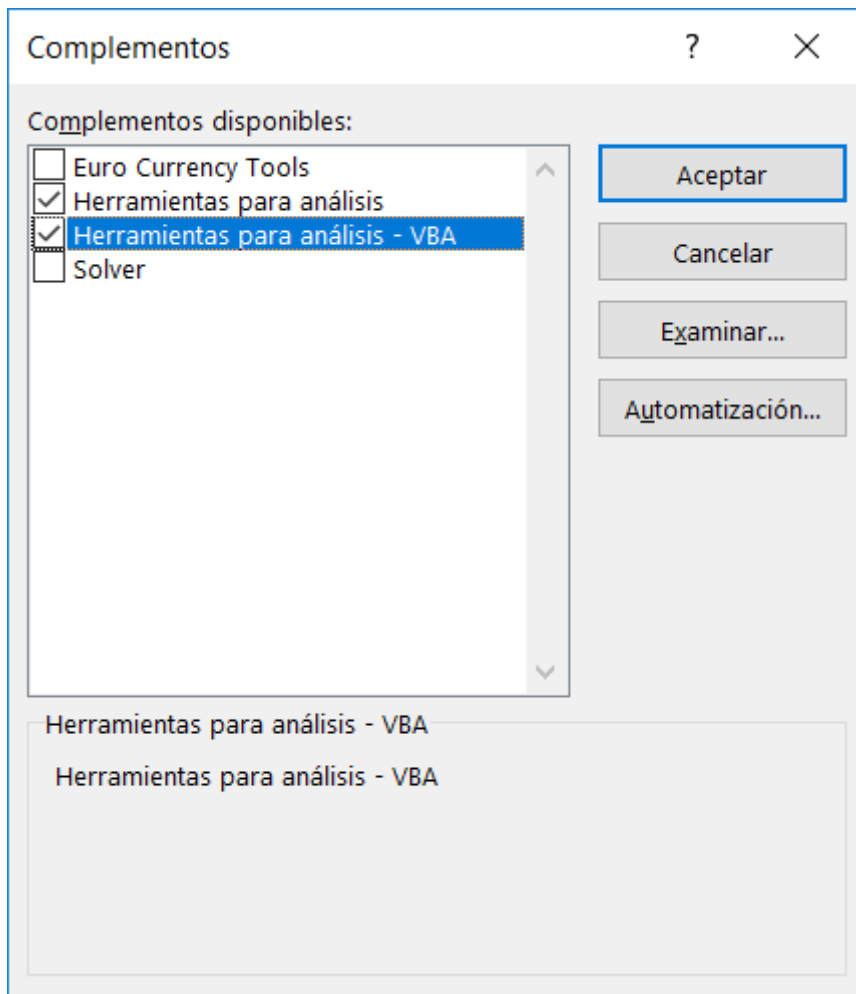 Complementos
?
Complementos disponibles:
Euro Currency Tools
Herramientas para análisis
Herramientas para análisis - VBA
Solver
Aceptar
Cancelar
Examinar...
Automatización...
Herramientas para análisis - VBA
Herramientas para análisis - VBA